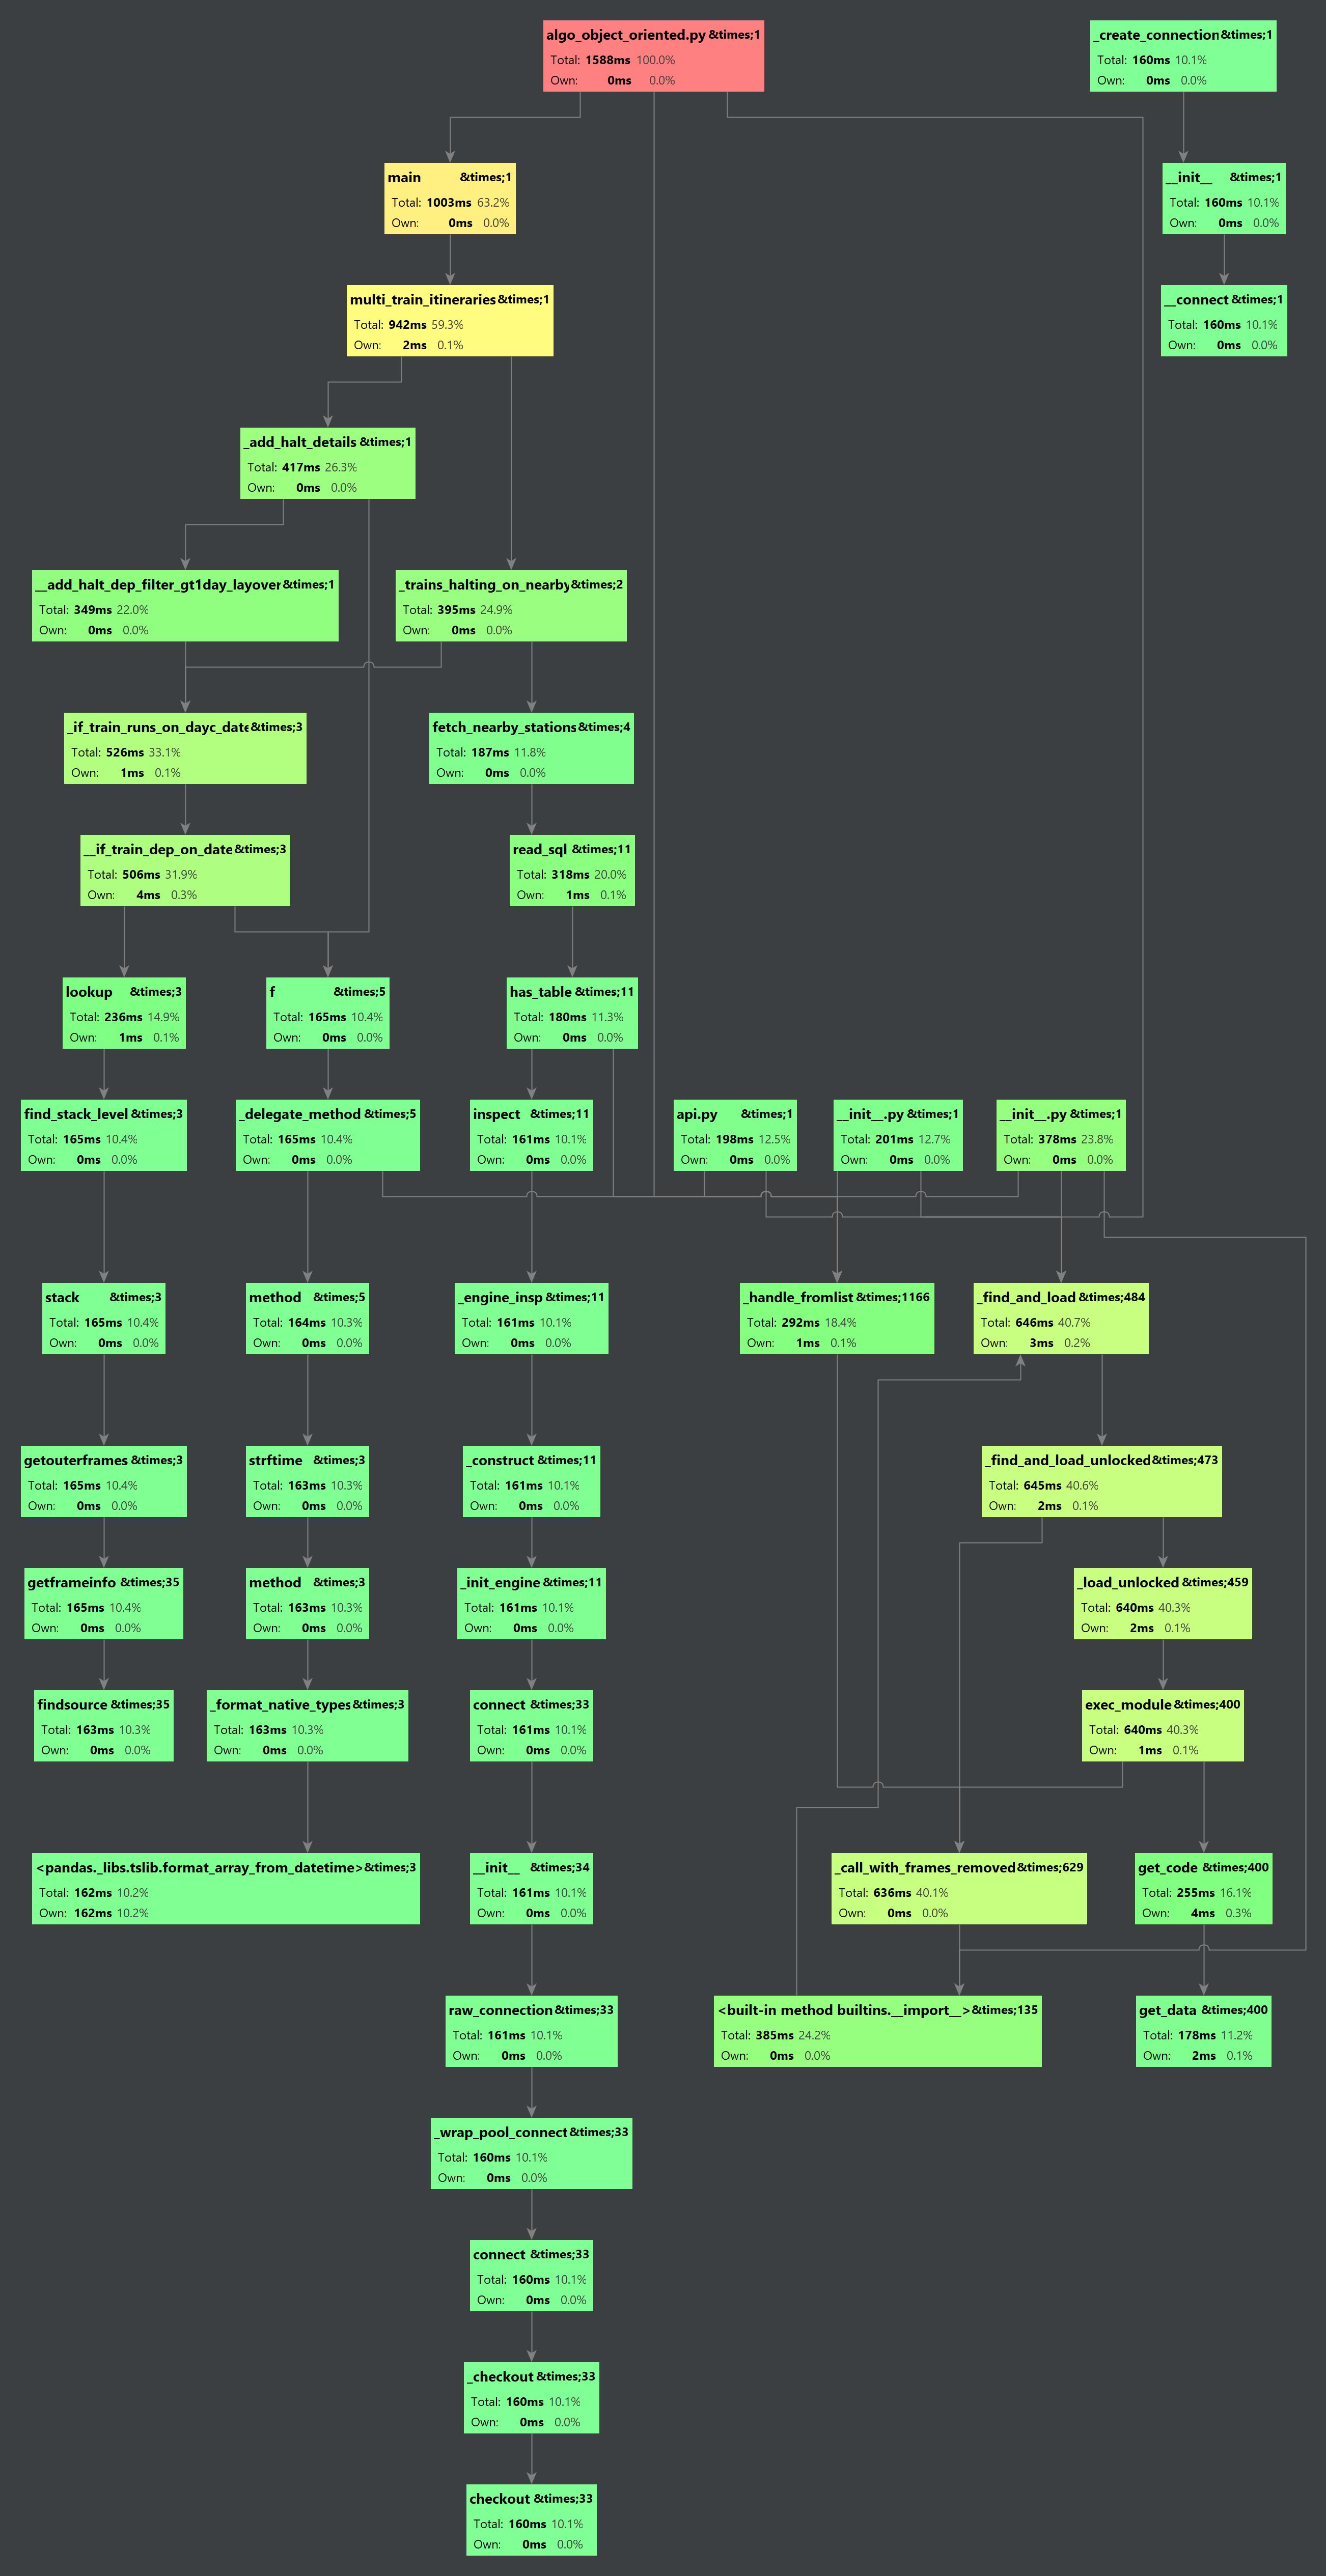 algo_object_oriented.py &times;1
Total: 1588ms 100.0%
Own: 0ms 0.0%
_create_connection &times;1
Total: 160ms 10.1%
Own: 0ms 0.0%
main &times;1
Total: 1003ms 63.2%
Own: 0ms 0.0%
__init__ &times;1
Total: 160ms 10.1%
Own: 0ms 0.0%
multi_train_itineraries &times;1
Total: 942ms 59.3%
Own: 2ms 0.1%
__connect &times;1
Total: 160ms 10.1%
Own: 0ms 0.0%
_add_halt_details &times;1
Total: 417ms 26.3%
Own: 0ms 0.0%
__add_halt_dep_filter_gt1day_layover &times;1
Total: 349ms 22.0%
Own: 0ms 0.0%
_trains_halting_on_nearby &times;2
Total: 395ms 24.9%
Own: 0ms 0.0%
_if_train_runs_on_dayc_date &times;3
Total: 526ms 33.1%
Own: 1ms 0.1%
fetch_nearby_stations &times;4
Total: 187ms 11.8%
Own: 0ms 0.0%
__if_train_dep_on_date &times;3
Total: 506ms 31.9%
Own: 4ms 0.3%
read_sql &times;11
Total: 318ms 20.0%
Own: 1ms 0.1%
lookup &times;3
Total: 236ms 14.9%
Own: 1ms 0.1%
f &times;5
Total: 165ms 10.4%
Own: 0ms 0.0%
has_table &times;11
Total: 180ms 11.3%
Own: 0ms 0.0%
find_stack_level &times;3
Total: 165ms 10.4%
Own: 0ms 0.0%
_delegate_method &times;5
Total: 165ms 10.4%
Own: 0ms 0.0%
inspect &times;11
Total: 161ms 10.1%
Own: 0ms 0.0%
api.py &times;1
Total: 198ms 12.5%
Own: 0ms 0.0%
__init__.py &times;1
Total: 201ms 12.7%
Own: 0ms 0.0%
__init__.py &times;1
Total: 378ms 23.8%
Own: 0ms 0.0%
stack &times;3
Total: 165ms 10.4%
Own: 0ms 0.0%
method &times;5
Total: 164ms 10.3%
Own: 0ms 0.0%
_engine_insp &times;11
Total: 161ms 10.1%
Own: 0ms 0.0%
_handle_fromlist &times;1166
Total: 292ms 18.4%
Own: 1ms 0.1%
_find_and_load &times;484
Total: 646ms 40.7%
Own: 3ms 0.2%
getouterframes &times;3
Total: 165ms 10.4%
Own: 0ms 0.0%
strftime &times;3
Total: 163ms 10.3%
Own: 0ms 0.0%
_construct &times;11
Total: 161ms 10.1%
Own: 0ms 0.0%
_find_and_load_unlocked &times;473
Total: 645ms 40.6%
Own: 2ms 0.1%
getframeinfo &times;35
Total: 165ms 10.4%
Own: 0ms 0.0%
method &times;3
Total: 163ms 10.3%
Own: 0ms 0.0%
_init_engine &times;11
Total: 161ms 10.1%
Own: 0ms 0.0%
_load_unlocked &times;459
Total: 640ms 40.3%
Own: 2ms 0.1%
findsource &times;35
Total: 163ms 10.3%
Own: 0ms 0.0%
_format_native_types &times;3
Total: 163ms 10.3%
Own: 0ms 0.0%
connect &times;33
Total: 161ms 10.1%
Own: 0ms 0.0%
exec_module &times;400
Total: 640ms 40.3%
Own: 1ms 0.1%
<pandas._libs.tslib.format_array_from_datetime> &times;3
Total: 162ms 10.2%
Own: 162ms 10.2%
__init__ &times;34
Total: 161ms 10.1%
Own: 0ms 0.0%
_call_with_frames_removed &times;629
Total: 636ms 40.1%
Own: 0ms 0.0%
get_code &times;400
Total: 255ms 16.1%
Own: 4ms 0.3%
raw_connection &times;33
Total: 161ms 10.1%
Own: 0ms 0.0%
<built-in method builtins.__import__> &times;135
Total: 385ms 24.2%
Own: 0ms 0.0%
get_data &times;400
Total: 178ms 11.2%
Own: 2ms 0.1%
_wrap_pool_connect &times;33
Total: 160ms 10.1%
Own: 0ms 0.0%
connect &times;33
Total: 160ms 10.1%
Own: 0ms 0.0%
_checkout &times;33
Total: 160ms 10.1%
Own: 0ms 0.0%
checkout &times;33
Total: 160ms 10.1%
Own: 0ms 0.0%